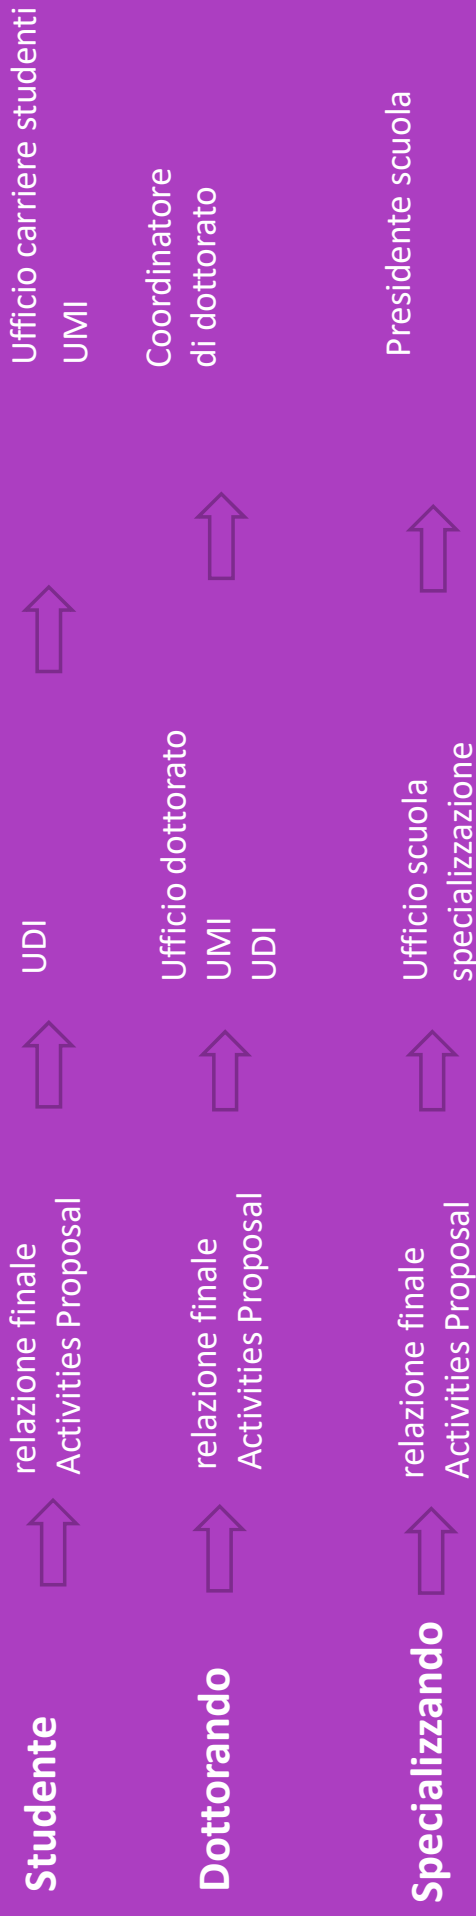 Studente
relazione finale
Activities Proposal
UDI
Ufficio carriere studenti
UMI
Dottorando
relazione finale
Activities Proposal
Ufficio dottorato
UMI
UDI
Coordinatore
di dottorato
Specializzando
relazione finale
Activities Proposal
Ufficio scuola
specializzazione
Presidente scuola